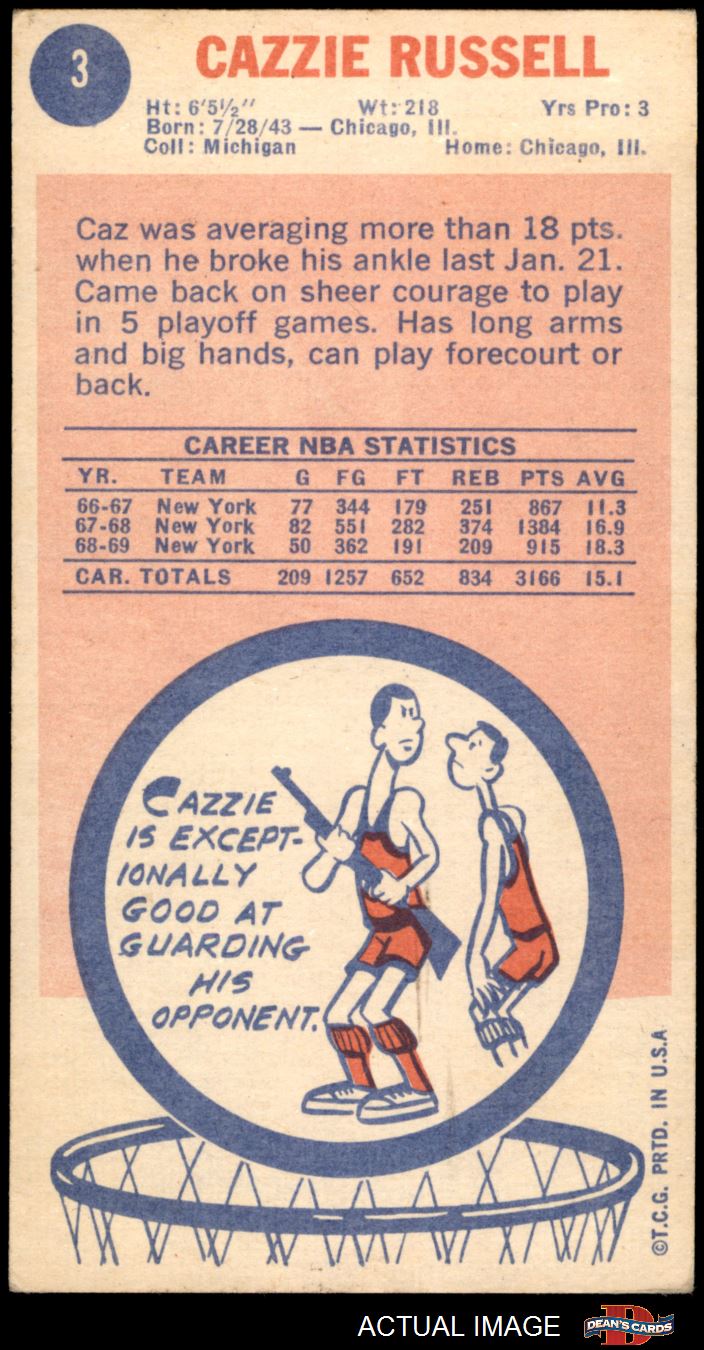 3
CAZZIE RUSSELL
Ht: 6'5½" Wt: 218 Yrs Pro: 3
Born: 7/28/43 — Chicago, Ill.
Coll: Michigan Home: Chicago, Ill.
Caz was averaging more than 18 pts.
when he broke his ankle last Jan. 21.
Came back on sheer courage to play
in 5 playoff games. Has long arms
and big hands, can play forecourt or
back.
CAREER NBA STATISTICS
YR. TEAM G FG FT REB PTS AVG
66-67 New York 77 344 179 251 867 11.3
67-68 New York 82 551 282 374 1384 16.9
68-69 New York 50 362 191 209 915 18.3
CAR. TOTALS 209 1257 652 834 3166 15.1
CAZZIE
IS EXCEPT-
IONALLY
GOOD AT
GUARDING
HIS
OPPONENT.
©T.C.G. PRTD. IN U.S.A
ACTUAL IMAGE
D
DEAN'S CARDS